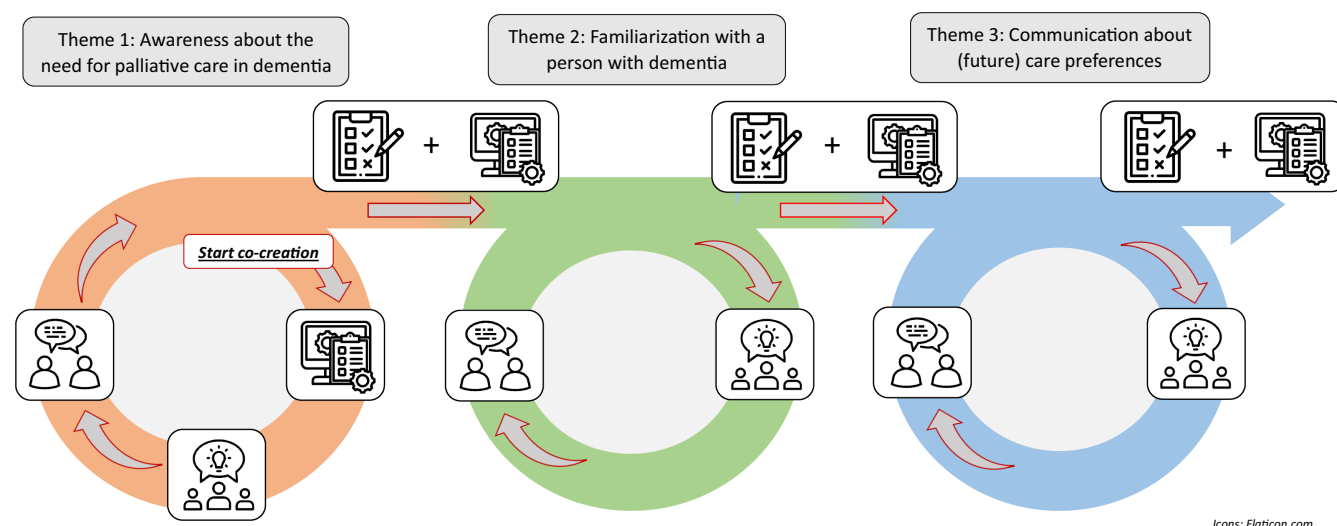 Theme 1: Awareness about the
need for palliative care in dementia
Theme 2: Familiarization with a
person with dementia
Theme 3: Communication about
(future) care preferences
+
+
+
Start co-creation
Icons: Flaticon.com